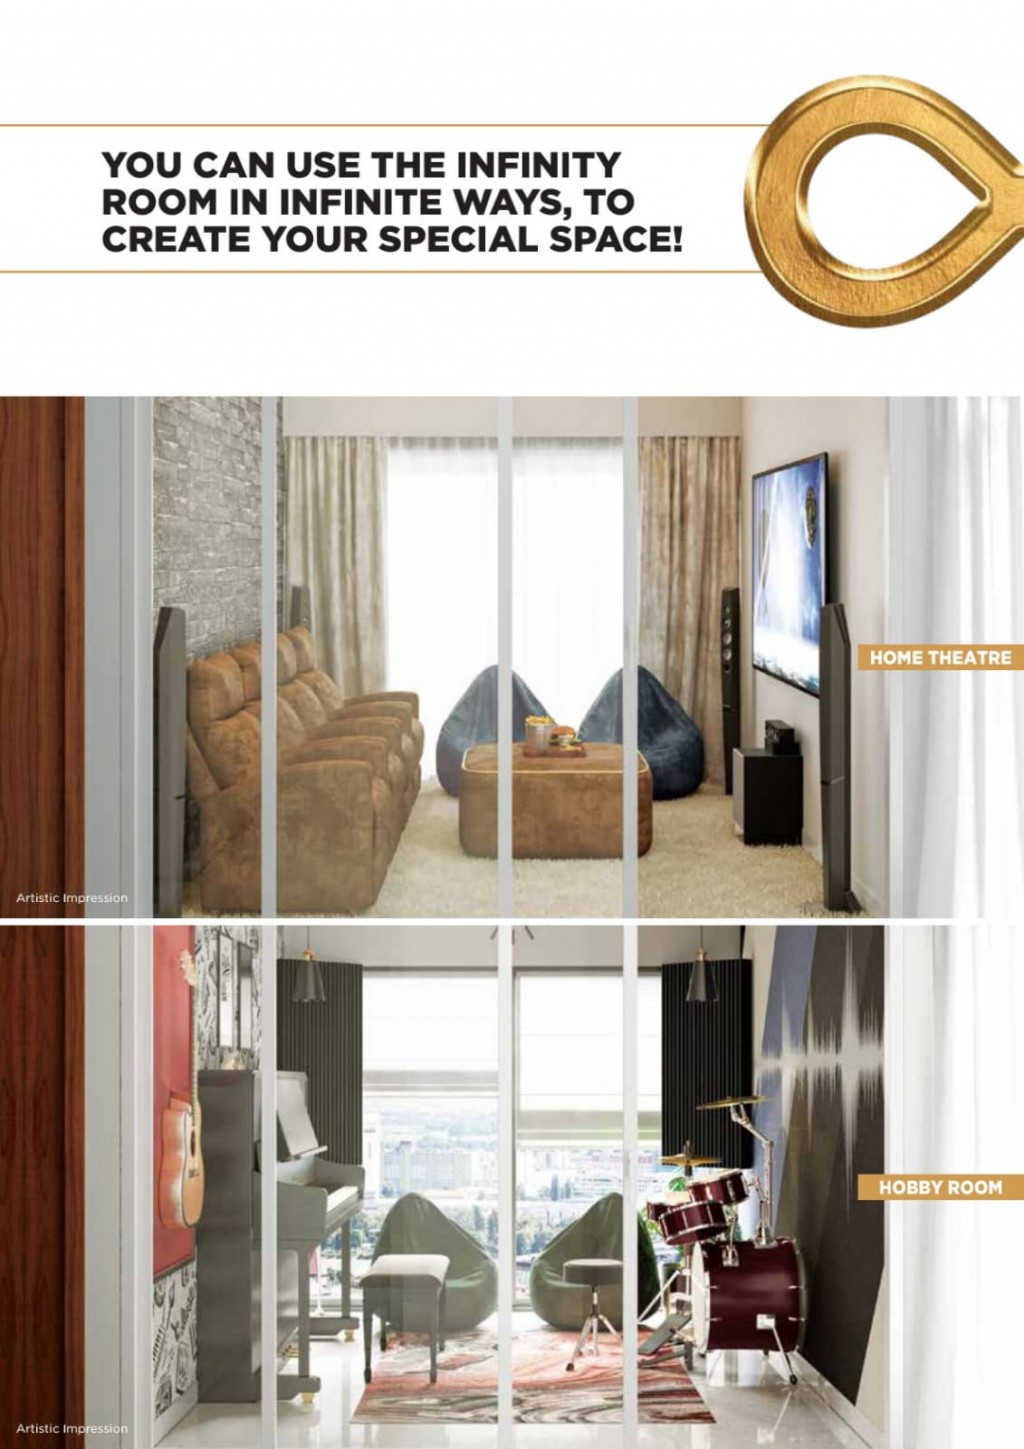 YOU CAN USE THE INFINITY
ROOM IN INFINITE WAYS, TO
CREATE YOUR SPECIAL SPACE!
HOME THEATRE
Artistic Impression
HOBBY ROOM
Artistic Impression